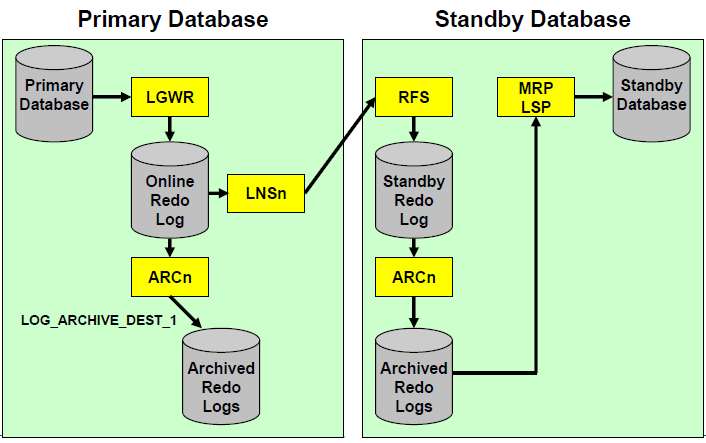 Primary Database
Standby Database
Primary
Database
LGWR
Online
Redo
Log
LNSn
ARCn
LOG_ARCHIVE_DEST_1
Archived
Redo
Logs
RFS
Standby
Redo
Log
ARCn
Archived
Redo
Logs
MRP
LSP
Standby
Database